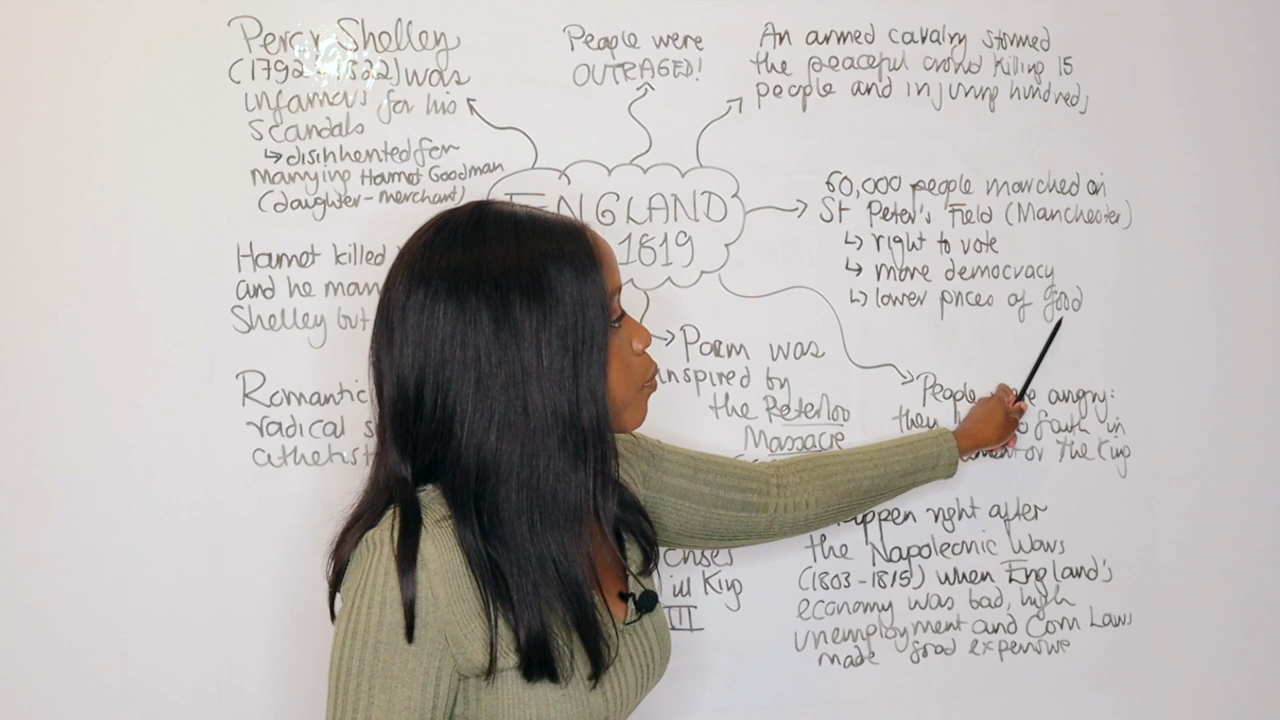 Percy Shelley
(1792-1822) was
infamous for his
scandals
↳ disinherited for
marrying Harriet Goodman
(daughter-merchant)
Harriet killed
and he
Shelley but
Romantic
radical
atheist
People were
OUTRAGED!
An armed cavalry stormed
the peaceful crowd killing 15
people and injuring hundreds
ENGLAND
1819
60,000 people marched on
St Peter's Field (Manchester)
↳ right to vote
↳ more democracy
↳ lower prices of food
Poem was
inspired by
the Peterloo
Massacre
People angry:
they faith in
or the King
right after
the Napoleonic Wars
(1803-1815) when England's
economy was bad, high
unemployment and Corn Laws
made food expensive
ill King
III